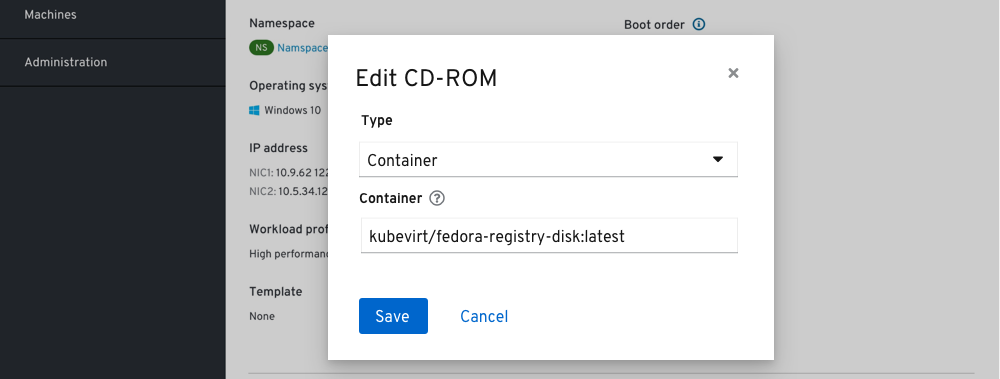 Machines
Administration
Namespace
NS Namspace
Boot order
Operating sys
Windows 10
IP address
NIC1: 10.9.62 122
NIC2: 10.5.34.12
Workload prof
High performan
Template
None
Edit CD-ROM
Type
Container
Container
kubevirt/fedora-registry-disk:latest
Save Cancel